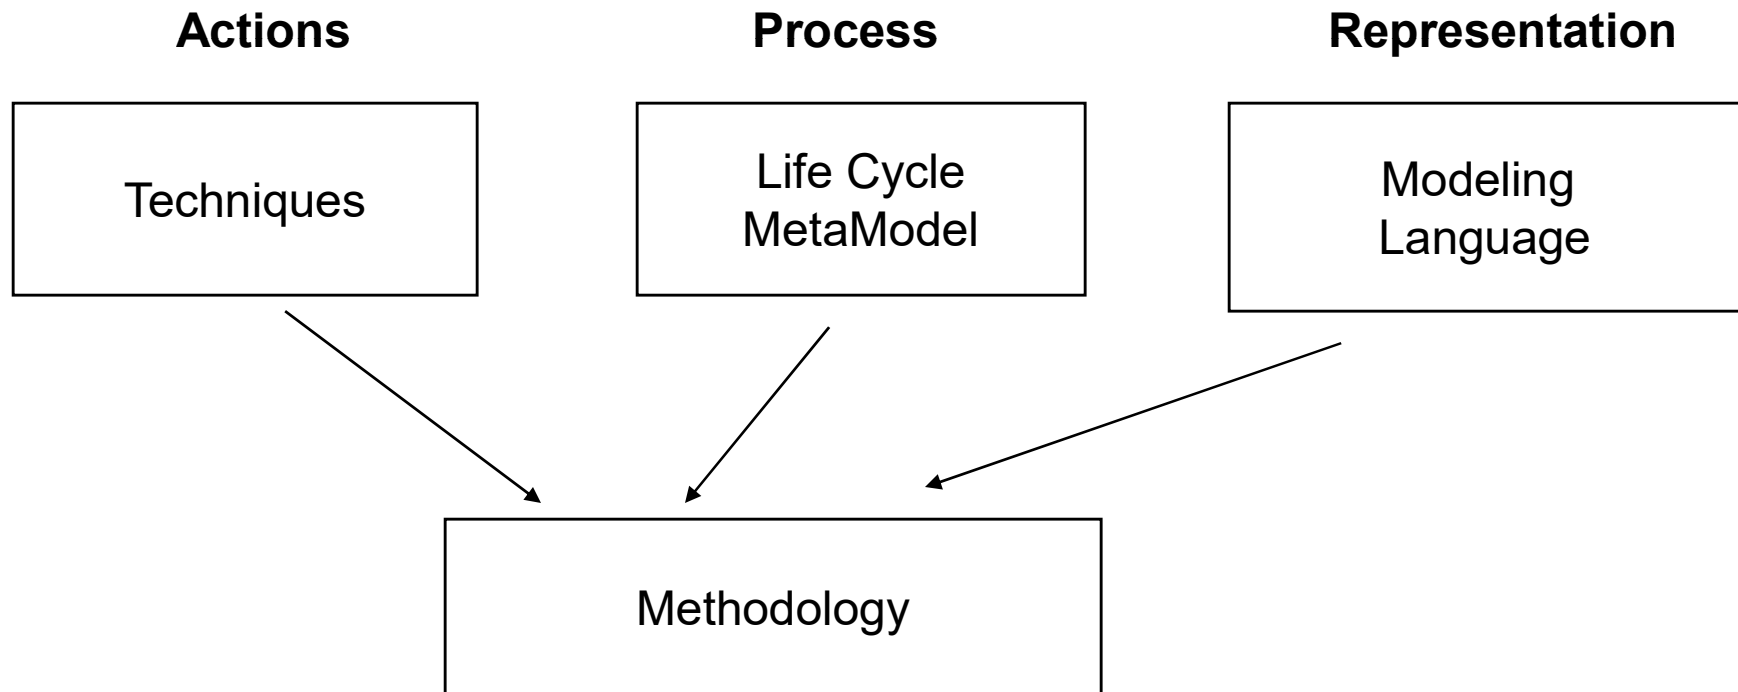 Actions
Process
Representation
Techniques
Life Cycle
MetaModel
Modeling
Language
Methodology